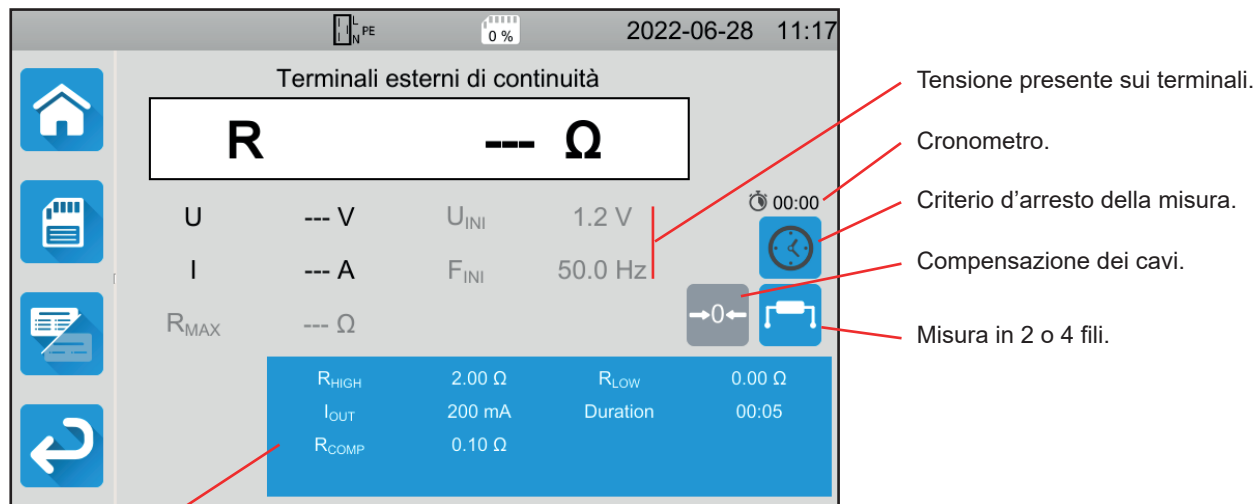 L
N PE
0 %
2022-06-28 11:17
Terminali esterni di continuità
R --- Ω
Tensione presente sui terminali.
Cronometro.
00:00
Criterio d’arresto della misura.
U --- V UINI 1.2 V
I --- A FINI 50.0 Hz
Compensazione dei cavi.
RMAX --- Ω
→0←
Misura in 2 o 4 fili.
RHIGH 2.00 Ω RLOW 0.00 Ω
IOUT 200 mA Duration 00:05
RCOMP 0.10 Ω